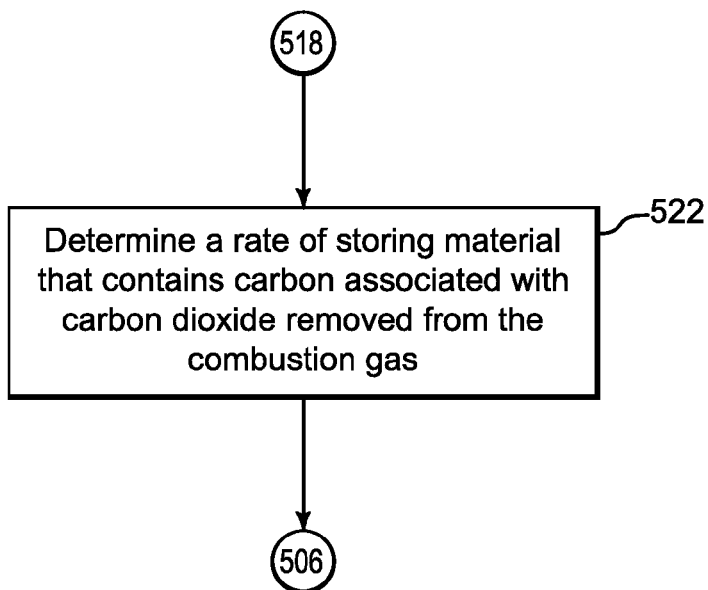 518
522
Determine a rate of storing material
that contains carbon associated with
carbon dioxide removed from the
combustion gas
506